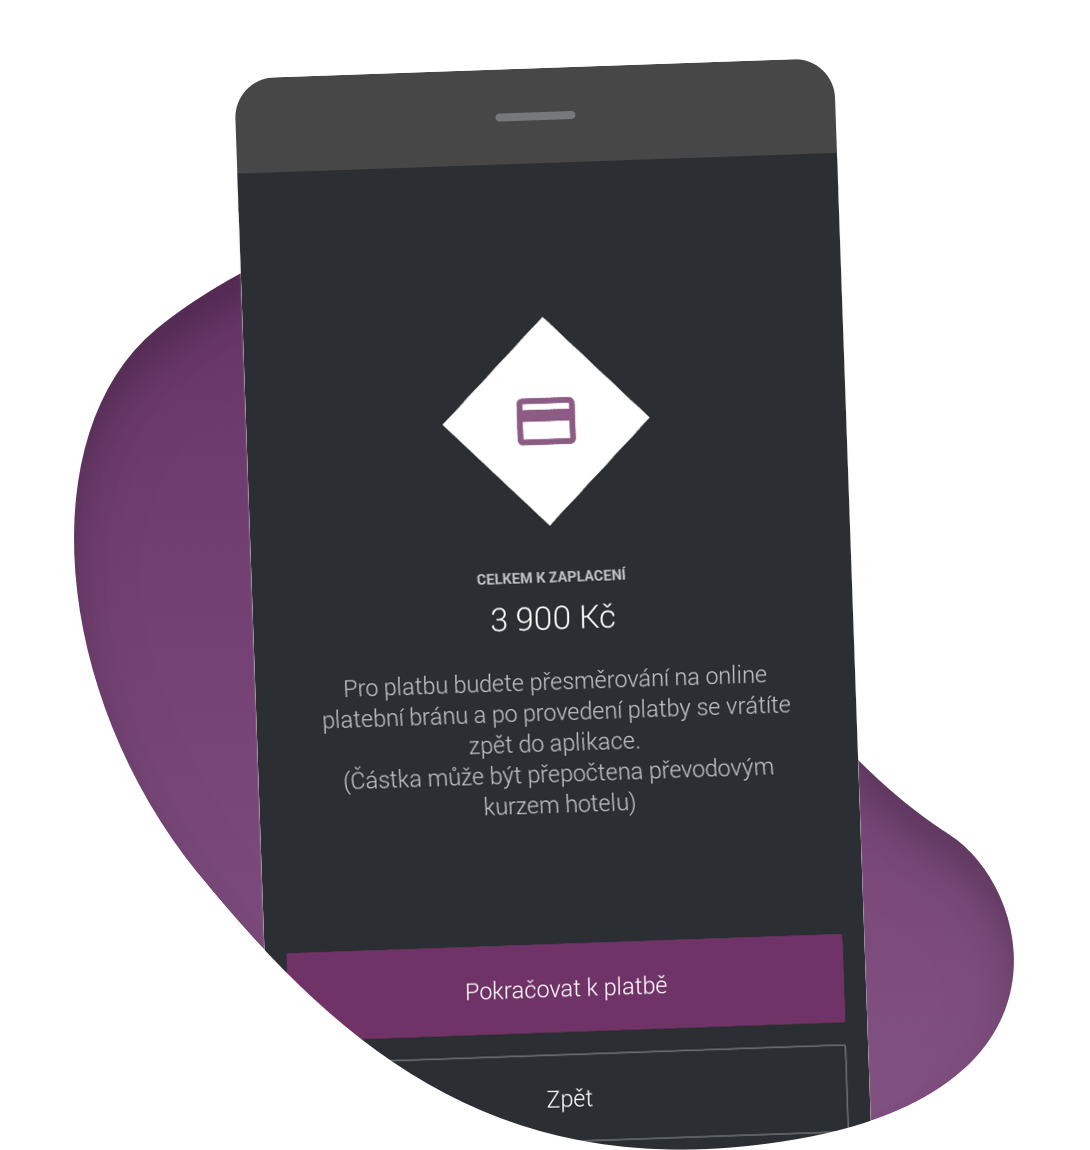 CELKEM K ZAPLACENÍ
3 900 Kč
Pro platbu budete přesměrování na online
platební bránu a po provedení platby se vrátíte
zpět do aplikace.
(Částka může být přepočtena převodovým
kurzem hotelu)
Pokračovat k platbě
Zpět